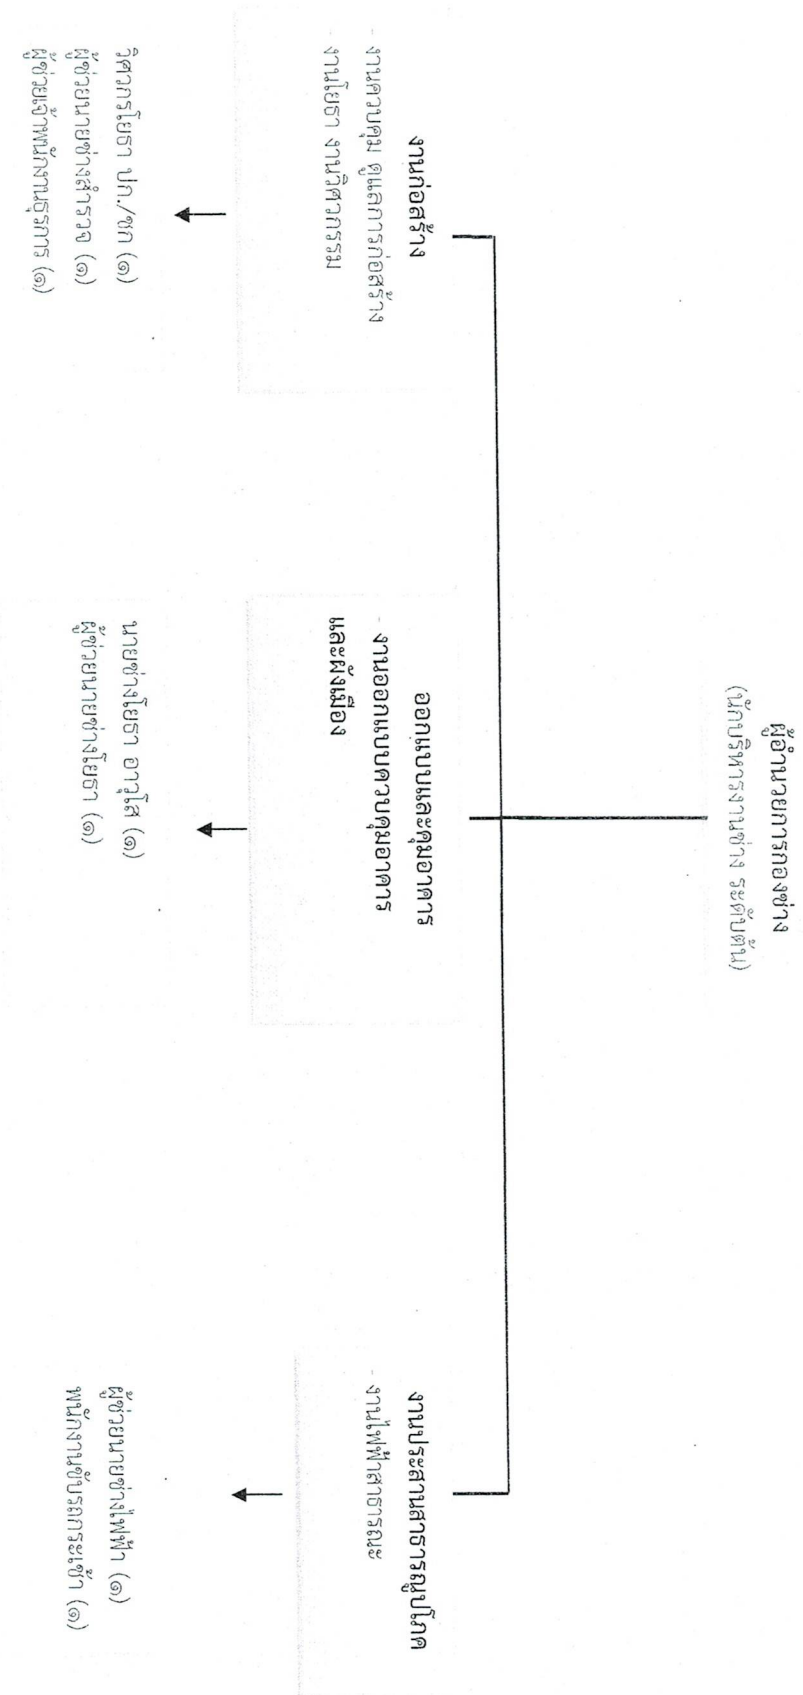 ผู้อำนวยการกองช่าง
(นักบริหารงานช่าง ระดับต้น)
งานก่อสร้าง
- งานควบคุม ดูแลการก่อสร้าง
- งานโยธา งานวิศวกรรม
วิศวกรโยธา ปก./ชก (๑)
ผู้ช่วยนายช่างสำรวจ (๑)
ผู้ช่วยเจ้าพนักงานธุรการ (๑)
ออกแบบและคุมอาคาร
- งานออกแบบควบคุมอาคาร
และผังเมือง
นายช่างโยธา อาวุโส (๑)
ผู้ช่วยนายช่างโยธา (๑)
งานประสานสาธารณูปโภค
- งานไฟฟ้าสาธารณะ
ผู้ช่วยนายช่างไฟฟ้า (๑)
พนักงานขับรถกระเช้า (๑)